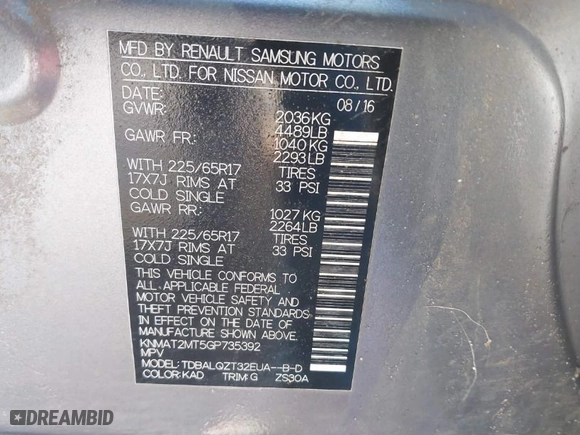 MFD BY RENAULT SAMSUNG MOTORS
CO., LTD. FOR NISSAN MOTOR CO., LTD.
DATE: 08/16
GVWR: 2036KG
4489LB
GAWR FR: 1040 KG
2293LB
WITH 225/65R17 TIRES
17X7J RIMS AT 33 PSI
COLD SINGLE
GAWR RR: 1027 KG
2264LB
WITH 225/65R17 TIRES
17X7J RIMS AT 33 PSI
COLD SINGLE
THIS VEHICLE CONFORMS TO
ALL APPLICABLE FEDERAL
MOTOR VEHICLE SAFETY AND
THEFT PREVENTION STANDARDS
IN EFFECT ON THE DATE OF
MANUFACTURE SHOWN ABOVE.
KNMAT2MT5GP735392
MPV
MODEL: TDBALQZT32EUA--B-D
COLOR: KAD TRIM: G ZS30A
DREAMBID